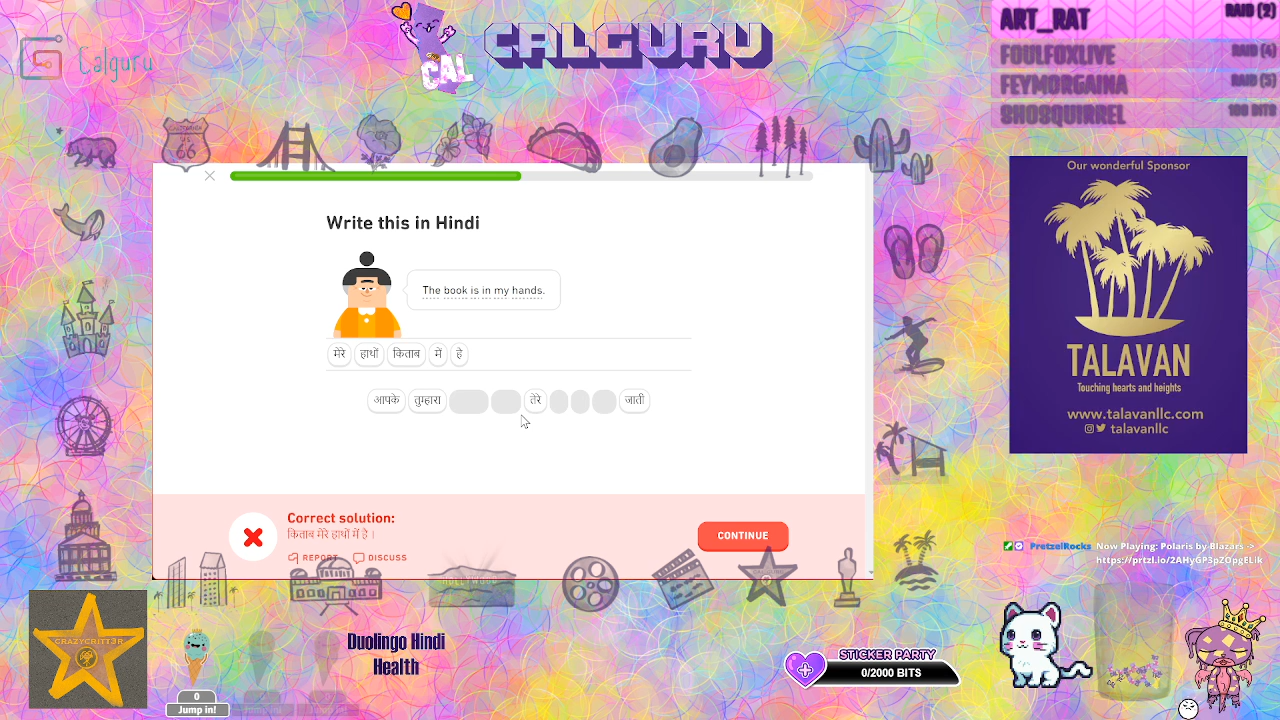 Calguru
CAL
CALGURU
ART_RAT RAID (2)
FOULFOXLIVE RAID (4)
FEYMORGAINA
SHOSQUIRREL 100 BITS
CALIFORNIA
66
Write this in Hindi
The book is in my hands.
मेरे हाथों किताब में हे
आपके तुम्हारा तेरे जाती
Correct solution:
किताब मेरे हाथों में है ।
REPORT DISCUSS
CONTINUE
Our wonderful Sponsor
TALAVAN
Touching hearts and heights
www.talavanllc.com
talavanllc
PretzelRocks Now Playing: Polaris by Blazars ->
https://prtzl.io/2AHyGP3pZOpgELik
HOLLYWOOD
CRAZYCRITT3R
Duolingo Hindi
Health
0
Jump in!
STICKER PARTY
0/2000 BITS